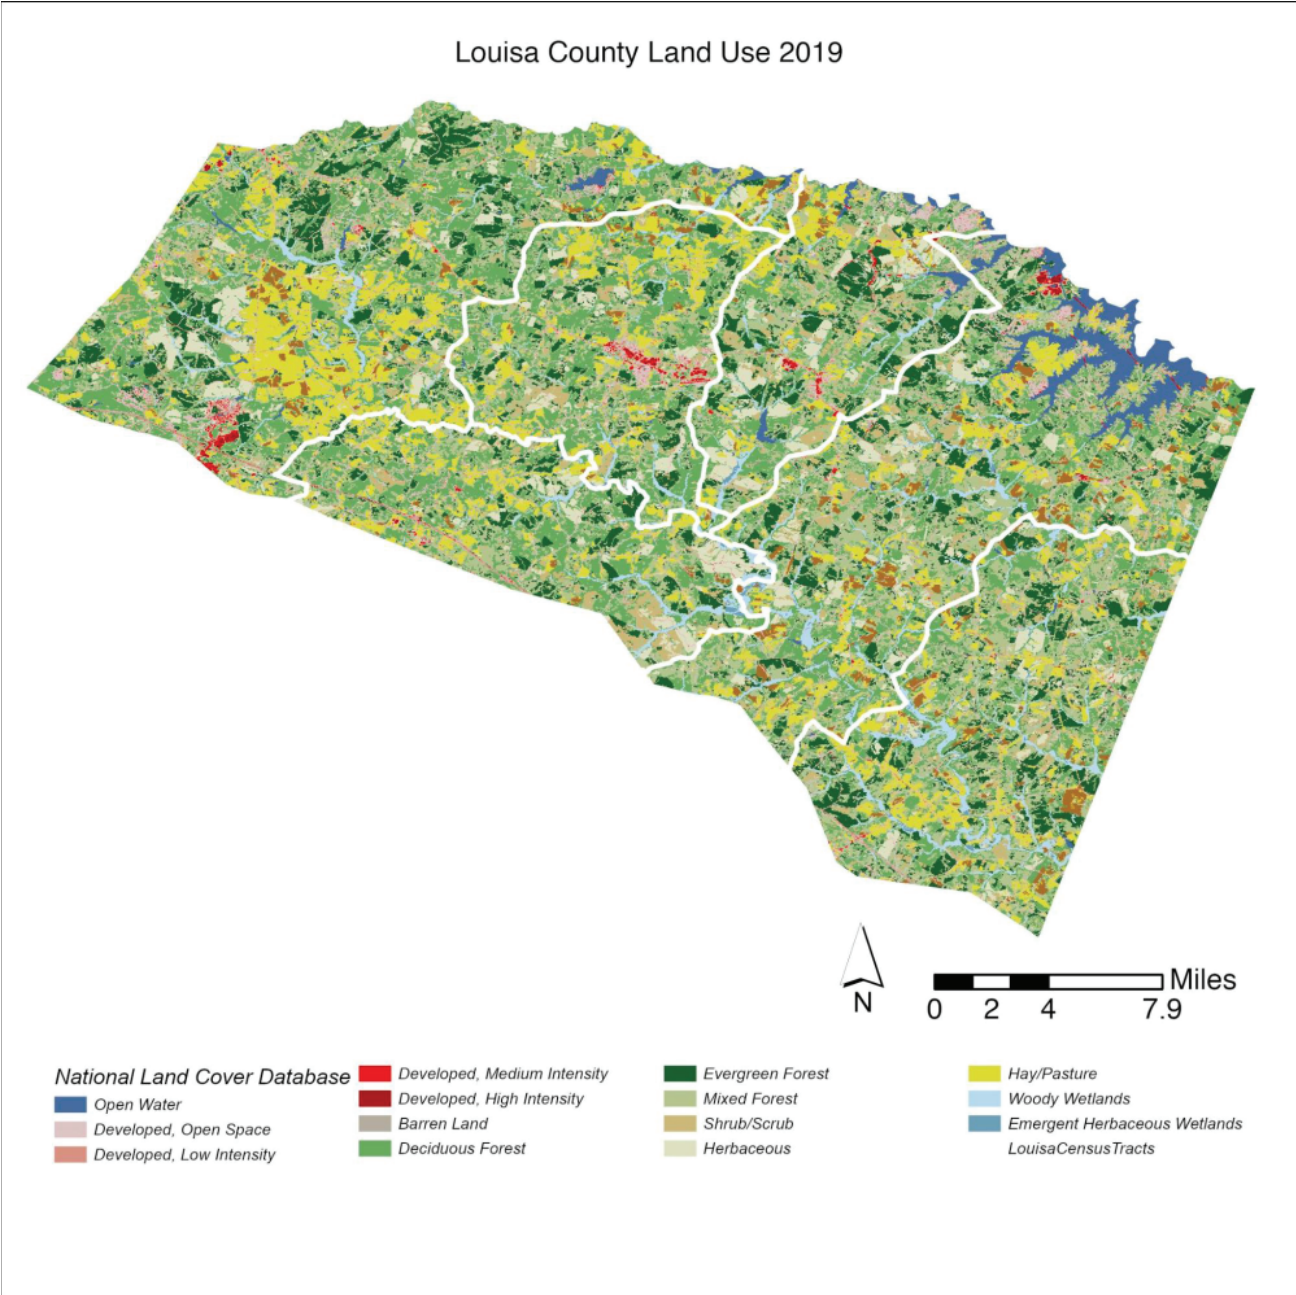 Louisa County Land Use 2019
N
Miles
0 2 4 7.9
National Land Cover Database
Open Water
Developed, Open Space
Developed, Low Intensity
Developed, Medium Intensity
Developed, High Intensity
Barren Land
Deciduous Forest
Evergreen Forest
Mixed Forest
Shrub/Scrub
Herbaceous
Hay/Pasture
Woody Wetlands
Emergent Herbaceous Wetlands
LouisaCensusTracts